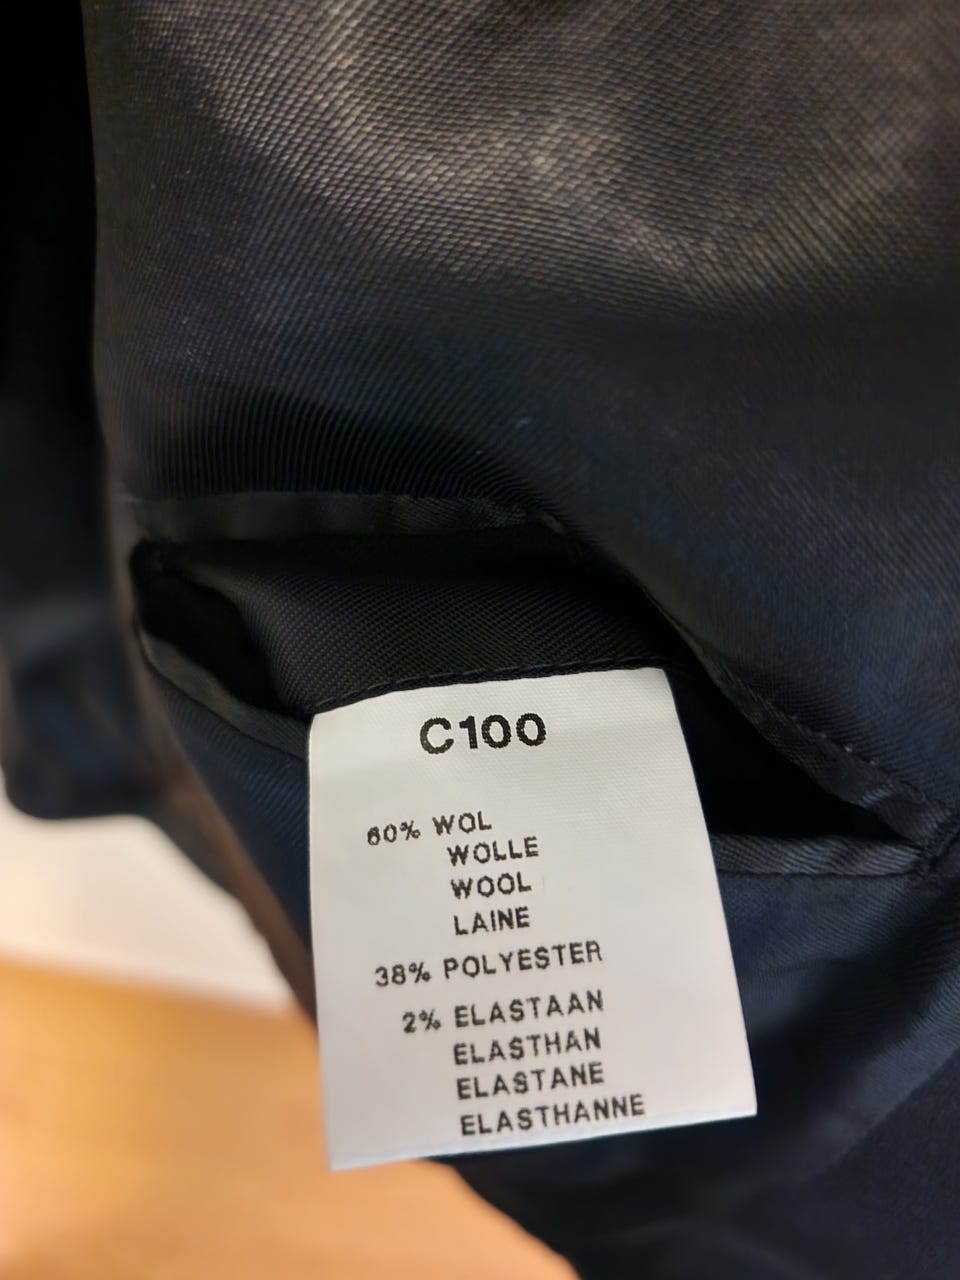 C100
60% WOL
WOLLE
WOOL
LAINE
38% POLYESTER
2% ELASTAAN
ELASTHAN
ELASTANE
ELASTHANNE